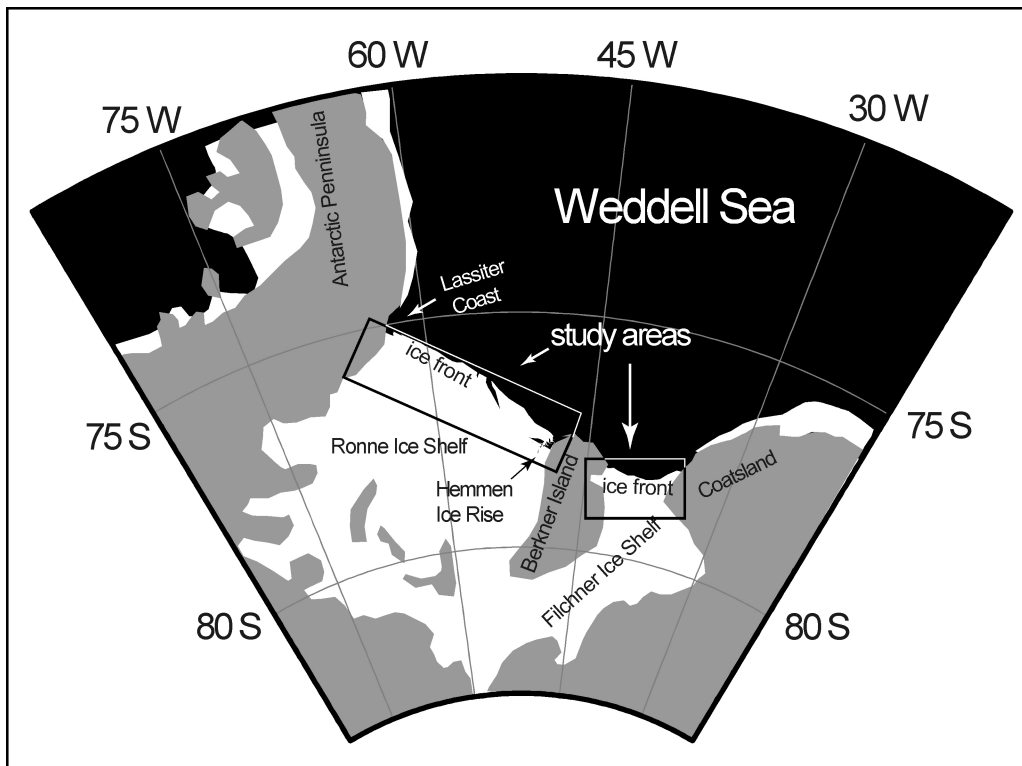 60 W
45 W
75 W
30 W
Antarctic Penninsula
Weddell Sea
Lassiter
Coast
study areas
ice front
75 S
75 S
Ronne Ice Shelf
Coatsland
Hemmen
Ice Rise
Berkner Island
ice front
Filchner Ice Shelf
80 S
80 S